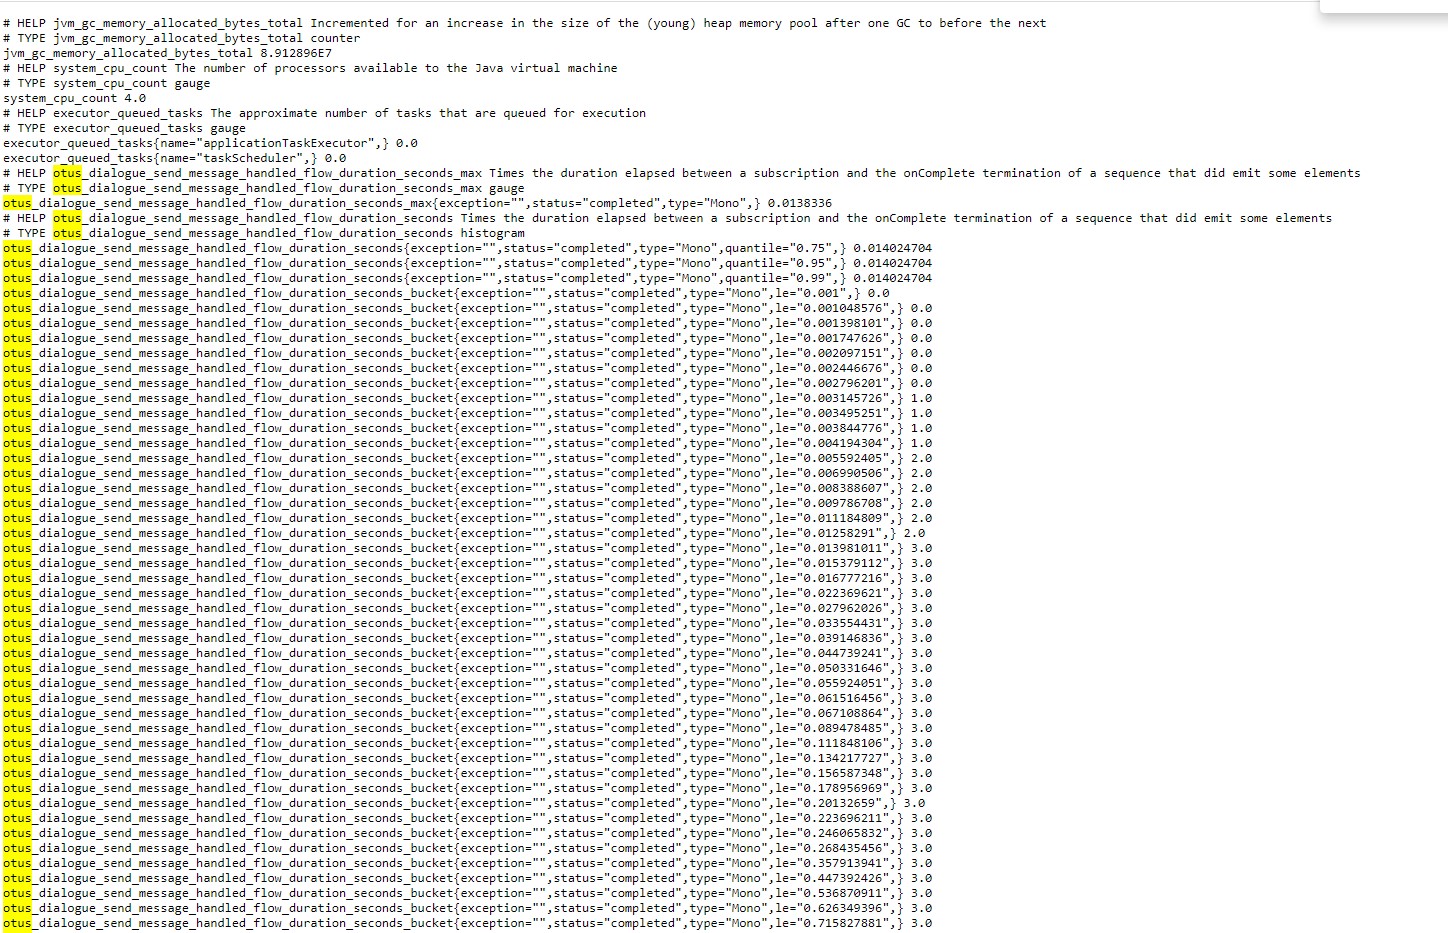 # HELP jvm_gc_memory_allocated_bytes_total Incremented for an increase in the size of the (young) heap memory pool after one GC to before the next
# TYPE jvm_gc_memory_allocated_bytes_total counter
jvm_gc_memory_allocated_bytes_total 8.912896E7
# HELP system_cpu_count The number of processors available to the Java virtual machine
# TYPE system_cpu_count gauge
system_cpu_count 4.0
# HELP executor_queued_tasks The approximate number of tasks that are queued for execution
# TYPE executor_queued_tasks gauge
executor_queued_tasks{name="applicationTaskExecutor",} 0.0
executor_queued_tasks{name="taskScheduler",} 0.0
# HELP otus_dialogue_send_message_handled_flow_duration_seconds_max Times the duration elapsed between a subscription and the onComplete termination of a sequence that did emit some elements
# TYPE otus_dialogue_send_message_handled_flow_duration_seconds_max gauge
otus_dialogue_send_message_handled_flow_duration_seconds_max{exception="",status="completed",type="Mono",} 0.0138336
# HELP otus_dialogue_send_message_handled_flow_duration_seconds Times the duration elapsed between a subscription and the onComplete termination of a sequence that did emit some elements
# TYPE otus_dialogue_send_message_handled_flow_duration_seconds histogram
otus_dialogue_send_message_handled_flow_duration_seconds{exception="",status="completed",type="Mono",quantile="0.75",} 0.014024704
otus_dialogue_send_message_handled_flow_duration_seconds{exception="",status="completed",type="Mono",quantile="0.95",} 0.014024704
otus_dialogue_send_message_handled_flow_duration_seconds{exception="",status="completed",type="Mono",quantile="0.99",} 0.014024704
otus_dialogue_send_message_handled_flow_duration_seconds_bucket{exception="",status="completed",type="Mono",le="0.001",} 0.0
otus_dialogue_send_message_handled_flow_duration_seconds_bucket{exception="",status="completed",type="Mono",le="0.001048576",} 0.0
otus_dialogue_send_message_handled_flow_duration_seconds_bucket{exception="",status="completed",type="Mono",le="0.001398101",} 0.0
otus_dialogue_send_message_handled_flow_duration_seconds_bucket{exception="",status="completed",type="Mono",le="0.001747626",} 0.0
otus_dialogue_send_message_handled_flow_duration_seconds_bucket{exception="",status="completed",type="Mono",le="0.002097151",} 0.0
otus_dialogue_send_message_handled_flow_duration_seconds_bucket{exception="",status="completed",type="Mono",le="0.002446676",} 0.0
otus_dialogue_send_message_handled_flow_duration_seconds_bucket{exception="",status="completed",type="Mono",le="0.002796201",} 0.0
otus_dialogue_send_message_handled_flow_duration_seconds_bucket{exception="",status="completed",type="Mono",le="0.003145726",} 1.0
otus_dialogue_send_message_handled_flow_duration_seconds_bucket{exception="",status="completed",type="Mono",le="0.003495251",} 1.0
otus_dialogue_send_message_handled_flow_duration_seconds_bucket{exception="",status="completed",type="Mono",le="0.003844776",} 1.0
otus_dialogue_send_message_handled_flow_duration_seconds_bucket{exception="",status="completed",type="Mono",le="0.004194304",} 1.0
otus_dialogue_send_message_handled_flow_duration_seconds_bucket{exception="",status="completed",type="Mono",le="0.005592405",} 2.0
otus_dialogue_send_message_handled_flow_duration_seconds_bucket{exception="",status="completed",type="Mono",le="0.006990506",} 2.0
otus_dialogue_send_message_handled_flow_duration_seconds_bucket{exception="",status="completed",type="Mono",le="0.008388607",} 2.0
otus_dialogue_send_message_handled_flow_duration_seconds_bucket{exception="",status="completed",type="Mono",le="0.009786708",} 2.0
otus_dialogue_send_message_handled_flow_duration_seconds_bucket{exception="",status="completed",type="Mono",le="0.011184809",} 2.0
otus_dialogue_send_message_handled_flow_duration_seconds_bucket{exception="",status="completed",type="Mono",le="0.01258291",} 2.0
otus_dialogue_send_message_handled_flow_duration_seconds_bucket{exception="",status="completed",type="Mono",le="0.013981011",} 3.0
otus_dialogue_send_message_handled_flow_duration_seconds_bucket{exception="",status="completed",type="Mono",le="0.015379112",} 3.0
otus_dialogue_send_message_handled_flow_duration_seconds_bucket{exception="",status="completed",type="Mono",le="0.016777216",} 3.0
otus_dialogue_send_message_handled_flow_duration_seconds_bucket{exception="",status="completed",type="Mono",le="0.022369621",} 3.0
otus_dialogue_send_message_handled_flow_duration_seconds_bucket{exception="",status="completed",type="Mono",le="0.027962026",} 3.0
otus_dialogue_send_message_handled_flow_duration_seconds_bucket{exception="",status="completed",type="Mono",le="0.033554431",} 3.0
otus_dialogue_send_message_handled_flow_duration_seconds_bucket{exception="",status="completed",type="Mono",le="0.039146836",} 3.0
otus_dialogue_send_message_handled_flow_duration_seconds_bucket{exception="",status="completed",type="Mono",le="0.044739241",} 3.0
otus_dialogue_send_message_handled_flow_duration_seconds_bucket{exception="",status="completed",type="Mono",le="0.050331646",} 3.0
otus_dialogue_send_message_handled_flow_duration_seconds_bucket{exception="",status="completed",type="Mono",le="0.055924051",} 3.0
otus_dialogue_send_message_handled_flow_duration_seconds_bucket{exception="",status="completed",type="Mono",le="0.061516456",} 3.0
otus_dialogue_send_message_handled_flow_duration_seconds_bucket{exception="",status="completed",type="Mono",le="0.067108864",} 3.0
otus_dialogue_send_message_handled_flow_duration_seconds_bucket{exception="",status="completed",type="Mono",le="0.089478485",} 3.0
otus_dialogue_send_message_handled_flow_duration_seconds_bucket{exception="",status="completed",type="Mono",le="0.111848106",} 3.0
otus_dialogue_send_message_handled_flow_duration_seconds_bucket{exception="",status="completed",type="Mono",le="0.134217727",} 3.0
otus_dialogue_send_message_handled_flow_duration_seconds_bucket{exception="",status="completed",type="Mono",le="0.156587348",} 3.0
otus_dialogue_send_message_handled_flow_duration_seconds_bucket{exception="",status="completed",type="Mono",le="0.178956969",} 3.0
otus_dialogue_send_message_handled_flow_duration_seconds_bucket{exception="",status="completed",type="Mono",le="0.20132659",} 3.0
otus_dialogue_send_message_handled_flow_duration_seconds_bucket{exception="",status="completed",type="Mono",le="0.223696211",} 3.0
otus_dialogue_send_message_handled_flow_duration_seconds_bucket{exception="",status="completed",type="Mono",le="0.246065832",} 3.0
otus_dialogue_send_message_handled_flow_duration_seconds_bucket{exception="",status="completed",type="Mono",le="0.268435456",} 3.0
otus_dialogue_send_message_handled_flow_duration_seconds_bucket{exception="",status="completed",type="Mono",le="0.357913941",} 3.0
otus_dialogue_send_message_handled_flow_duration_seconds_bucket{exception="",status="completed",type="Mono",le="0.447392426",} 3.0
otus_dialogue_send_message_handled_flow_duration_seconds_bucket{exception="",status="completed",type="Mono",le="0.536870911",} 3.0
otus_dialogue_send_message_handled_flow_duration_seconds_bucket{exception="",status="completed",type="Mono",le="0.626349396",} 3.0
otus_dialogue_send_message_handled_flow_duration_seconds_bucket{exception="",status="completed",type="Mono",le="0.715827881",} 3.0